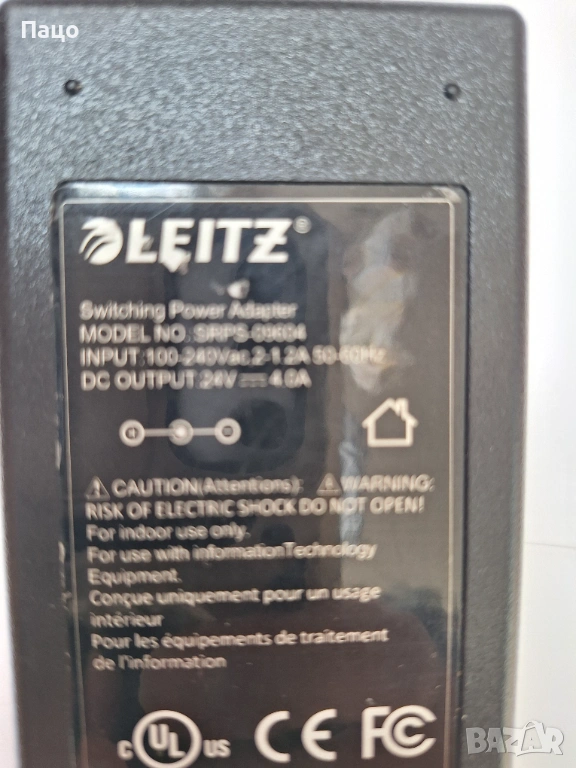 Пацо
LEITZ®
Switching Power Adapter
MODEL NO: SRPS-09604
INPUT:100-240Vac,2-1.2A 50-60Hz
DC OUTPUT:24V⎓4.0A
⚠ CAUTION(Attentions): ⚠ WARNING:
RISK OF ELECTRIC SHOCK DO NOT OPEN!
For indoor use only.
For use with informationTechnology
Equipment.
Conçue uniquement pour un usage
intérieur
Pour les équipements de traitement
de l'information
c UL US CE FC
BAZAR.bg